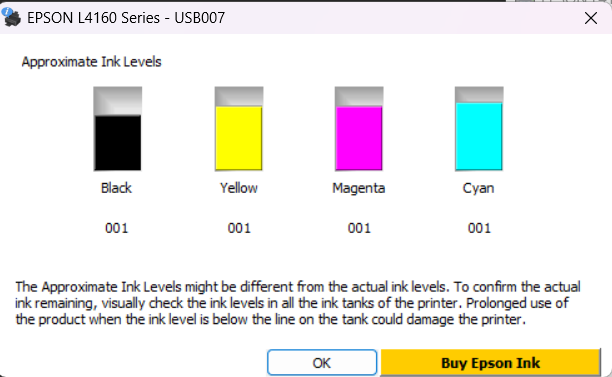 EPSON L4160 Series - USB007
Approximate Ink Levels
Black Yellow Magenta Cyan
001 001 001 001
The Approximate Ink Levels might be different from the actual ink levels. To confirm the actual
ink remaining, visually check the ink levels in all the ink tanks of the printer. Prolonged use of
the product when the ink level is below the line on the tank could damage the printer.
OK Buy Epson Ink